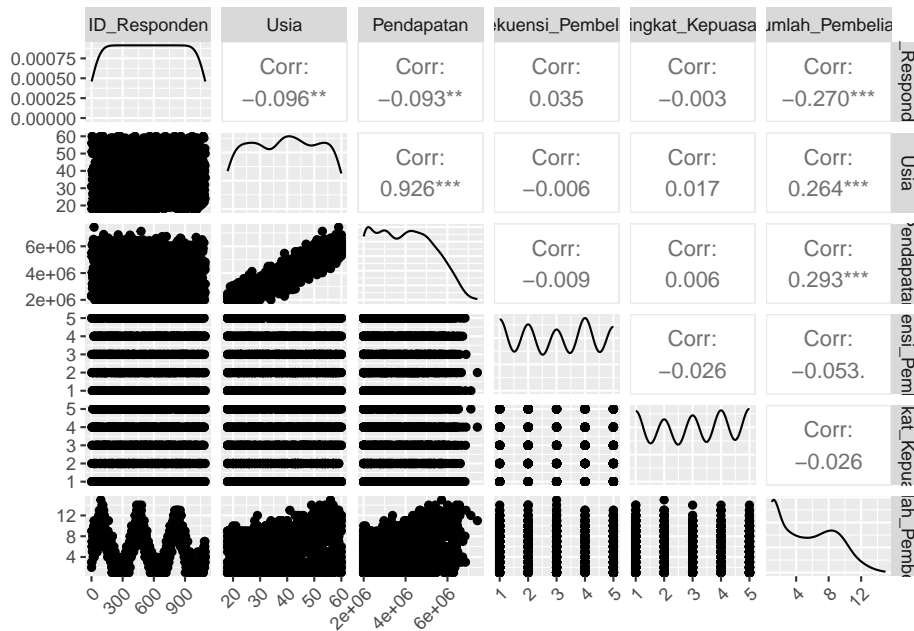 ID_Responden Usia Pendapatan ekuensi_Pembel ingkat_Kepuasa umlah_Pembelia
0.00075
0.00050
0.00025
0.00000
Corr:
−0.096**
Corr:
−0.093**
Corr:
0.035
Corr:
−0.003
Corr:
−0.270***
_Respond
60
50
40
30
20
Corr:
0.926***
Corr:
−0.006
Corr:
0.017
Corr:
0.264***
Usia
6e+06
4e+06
2e+06
Corr:
−0.009
Corr:
0.006
Corr:
0.293***
endapata
5
4
3
2
1
Corr:
−0.026
Corr:
−0.053.
ensi_Pem
5
4
3
2
1
Corr:
−0.026
kat_Kepua
12
8
4
lah_Pembe
0 300 600 900
20 30 40 50 60
2e+06 4e+06 6e+06
1 2 3 4 5
1 2 3 4 5
4 8 12